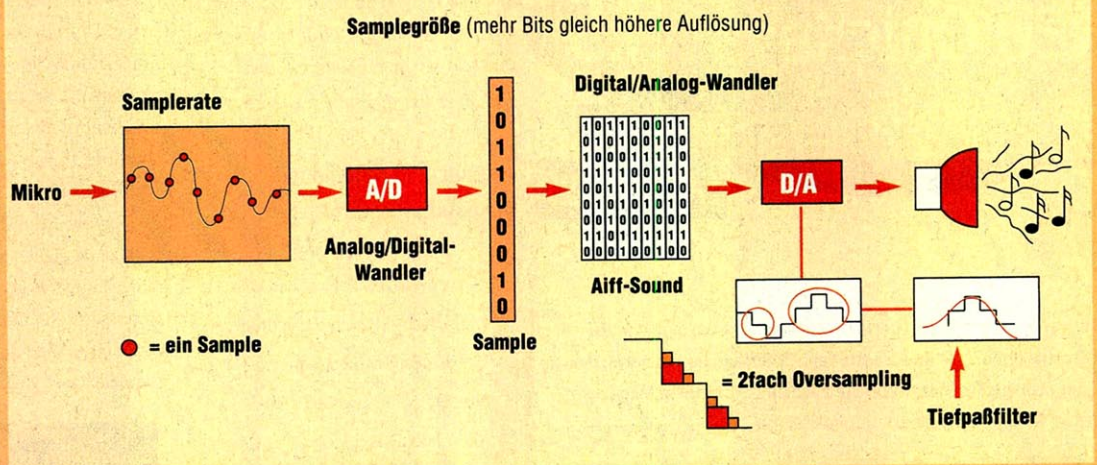 Samplegröße (mehr Bits gleich höhere Auflösung)
Samplerate
Mikro
A/D
Analog/Digital-
Wandler
= ein Sample
1
0
1
1
0
0
0
1
0
Sample
Digital/Analog-Wandler
Aiff-Sound
D/A
= 2fach Oversampling
Tiefpaßfilter